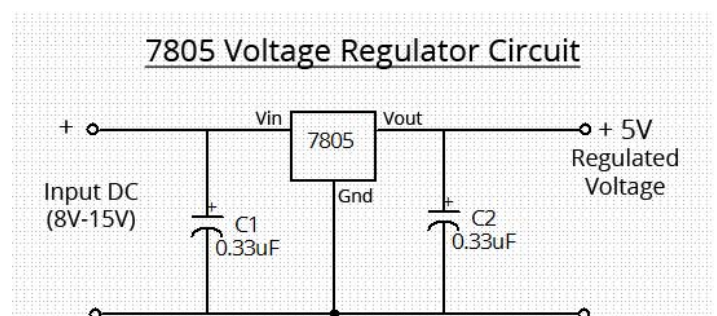 7805 Voltage Regulator Circuit
Vin
Vout
7805
+
+ 5V
Regulated
Voltage
Gnd
Input DC
(8V-15V)
+
C1
0.33uF
+
C2
0.33uF